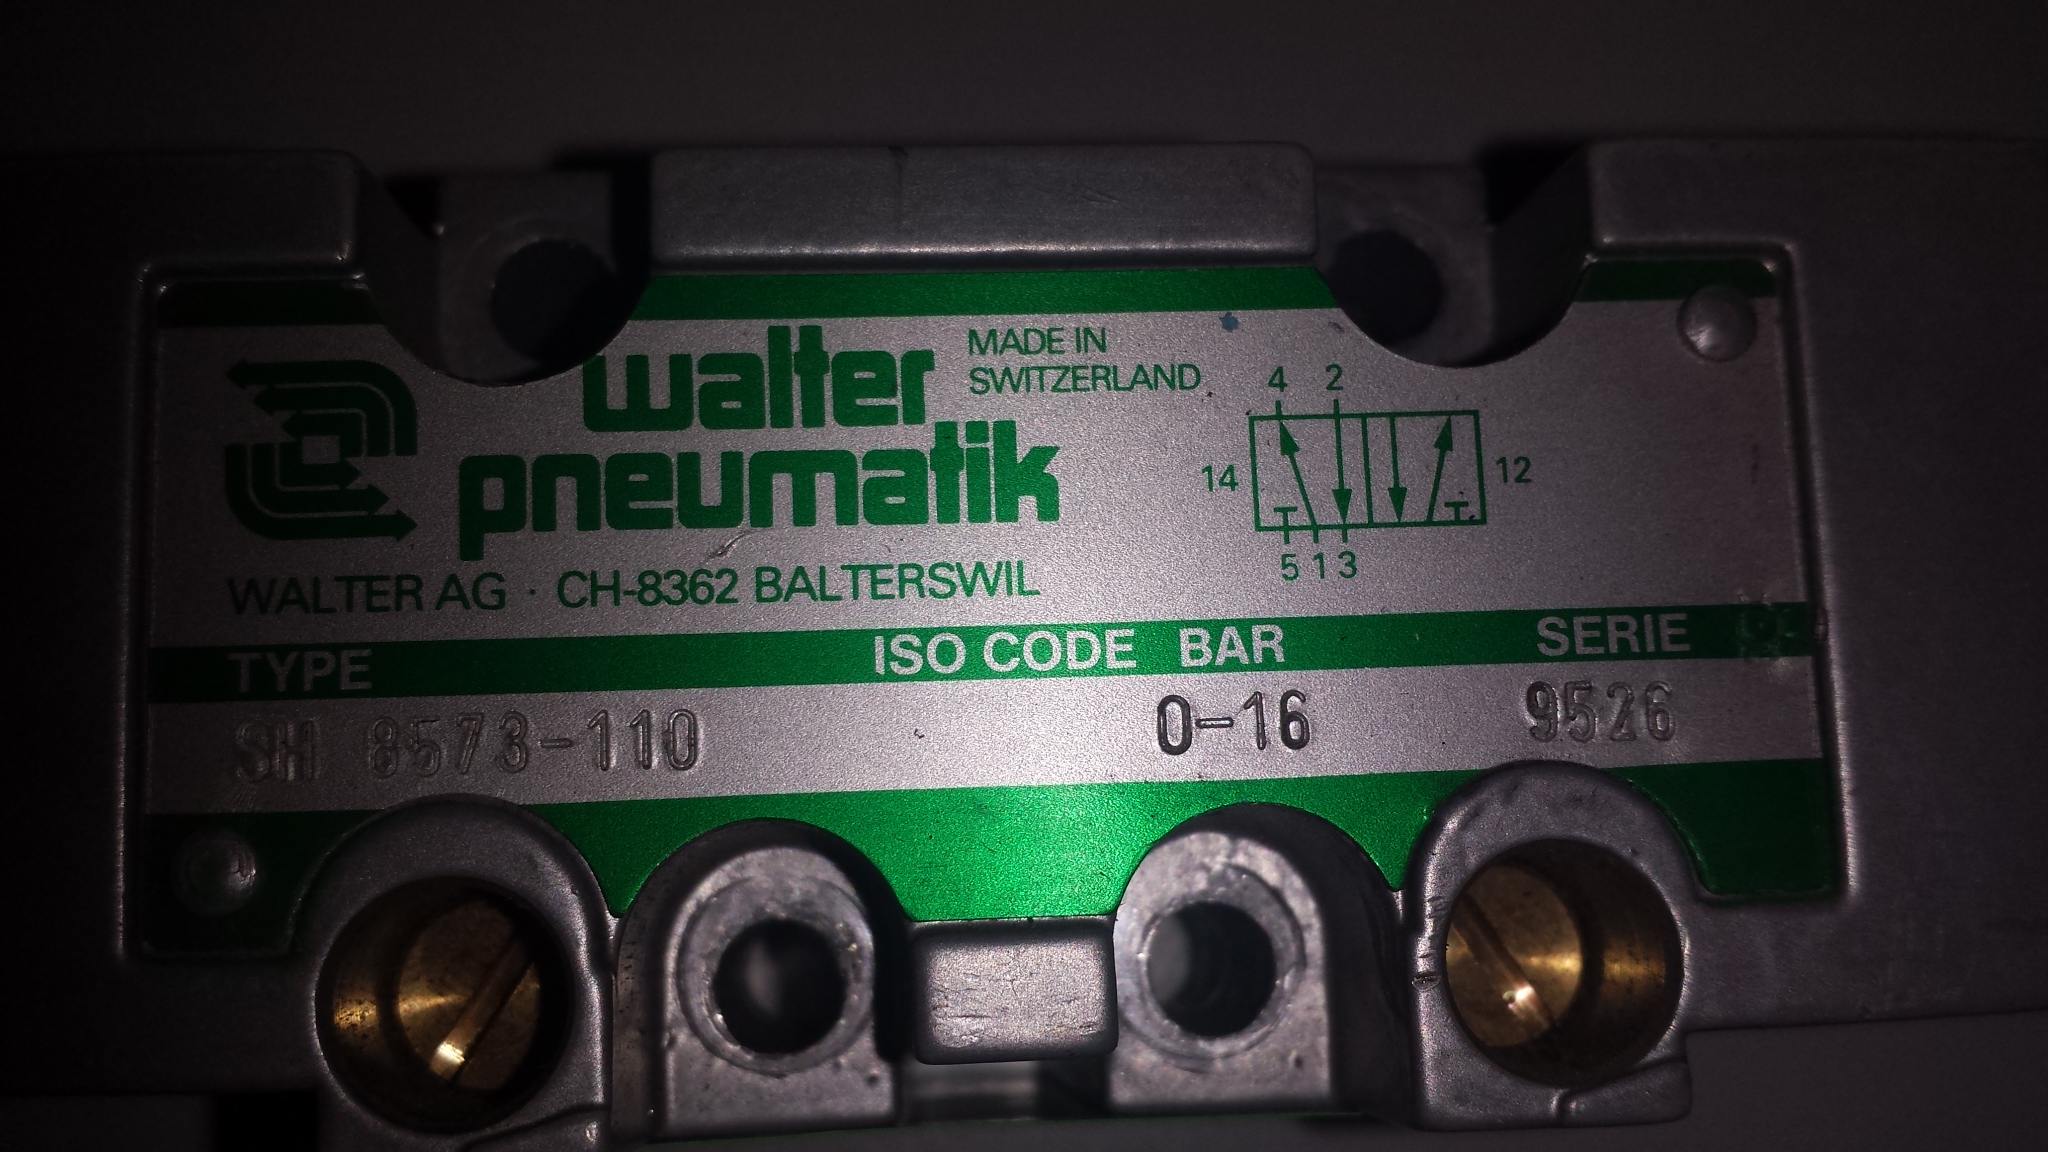 walter
pneumatik
MADE IN
SWITZERLAND
4 2
14 12
5 1 3
WALTER AG · CH-8362 BALTERSWIL
TYPE ISO CODE BAR SERIE
SH 8573-110 0-16 9526